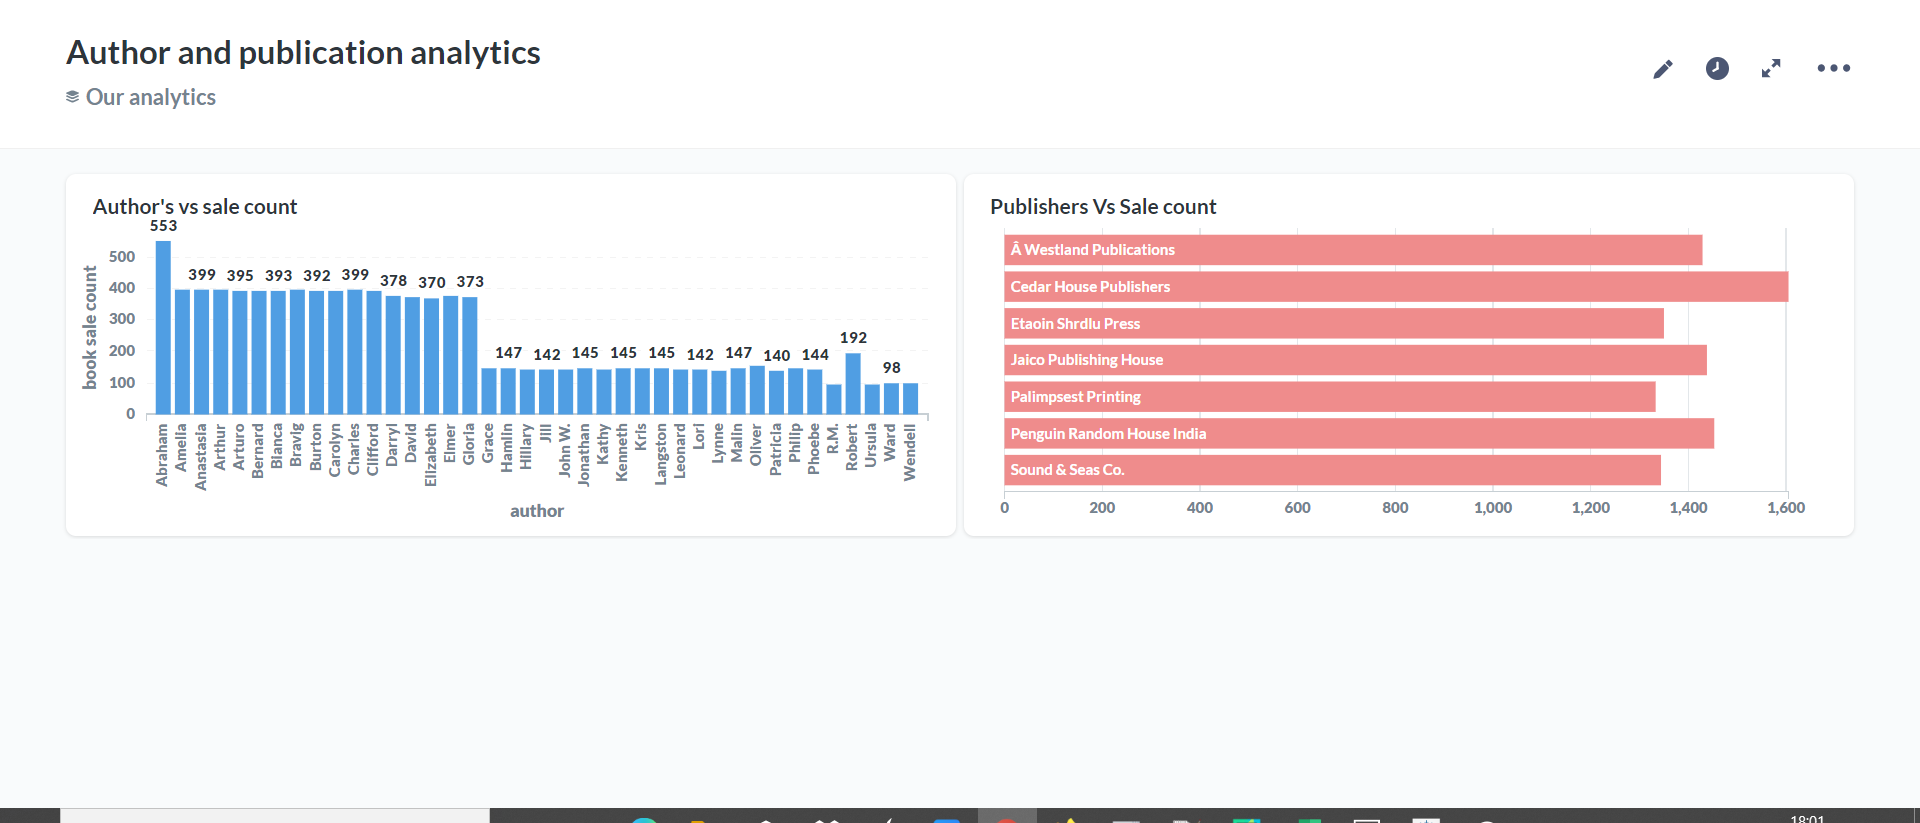 Author and publication analytics
Our analytics
Author's vs sale count
553
399 395 393 392 399 378 370 373
147 142 145 145 145 142 147 140 144 192 98
book sale count
500
400
300
200
100
0
Abraham
Amelia
Anastasia
Arthur
Arturo
Bernard
Bianca
Bravig
Burton
Carolyn
Charles
Clifford
Darryl
David
Elizabeth
Elmer
Gloria
Grace
Hamlin
Hillary
Jill
John W.
Jonathan
Kathy
Kenneth
Kris
Langston
Leonard
Lori
Lynne
Malin
Oliver
Patricia
Philip
Phoebe
R.M.
Robert
Ursula
Ward
Wendell
author
Publishers Vs Sale count
Â Westland Publications
Cedar House Publishers
Etaoin Shrdlu Press
Jaico Publishing House
Palimpsest Printing
Penguin Random House India
Sound & Seas Co.
0 200 400 600 800 1,000 1,200 1,400 1,600
18:01